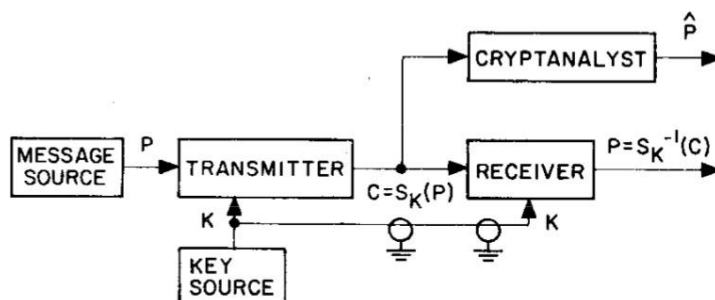 P̂
CRYPTANALYST
MESSAGE
SOURCE
P
TRANSMITTER
C=S_K(P)
RECEIVER
P=S_K⁻¹(C)
K
K
KEY
SOURCE